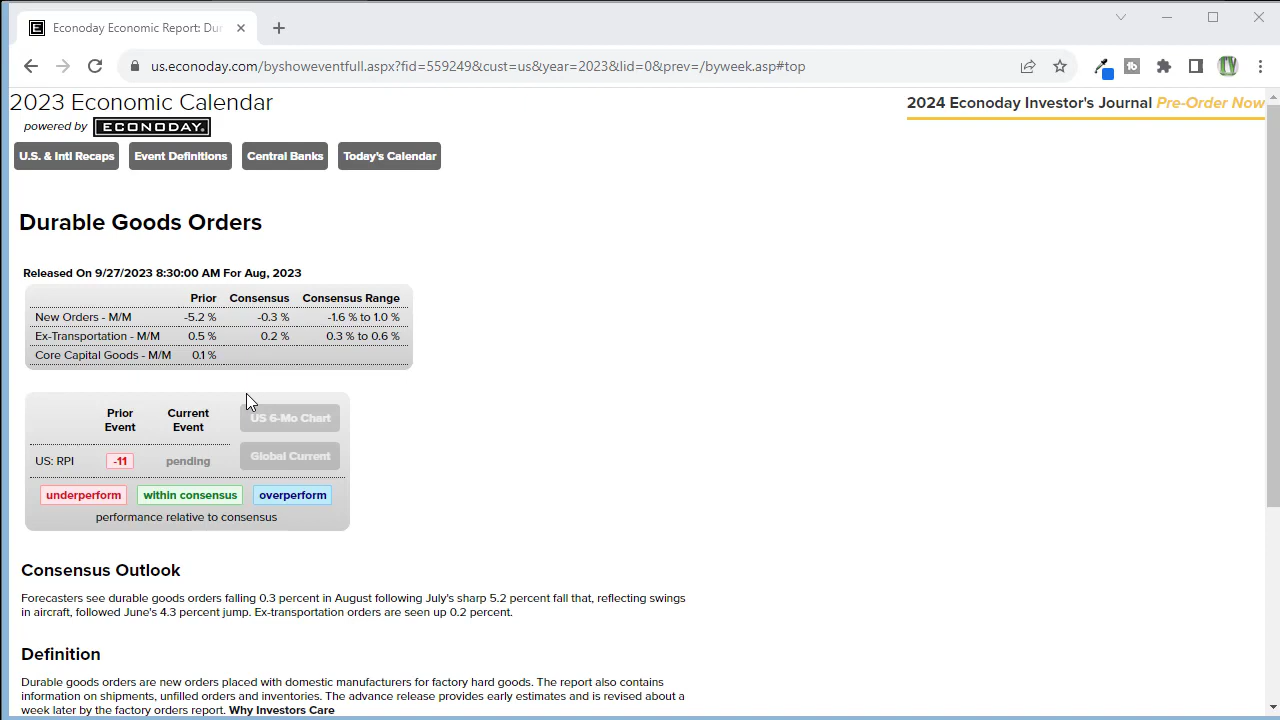 Econoday Economic Report: Dur
us.econoday.com/byshoweventfull.aspx?fid=559249&cust=us&year=2023&lid=0&prev=/byweek.asp#top
2023 Economic Calendar
2024 Econoday Investor's Journal Pre-Order Now
powered by ECONODAY.
U.S. & Intl Recaps Event Definitions Central Banks Today's Calendar
Durable Goods Orders
Released On 9/27/2023 8:30:00 AM For Aug, 2023
Prior Consensus Consensus Range
New Orders - M/M -5.2 % -0.3 % -1.6 % to 1.0 %
Ex-Transportation - M/M 0.5 % 0.2 % 0.3 % to 0.6 %
Core Capital Goods - M/M 0.1 %
Prior Event Current Event US 6-Mo Chart
Global Current
US: RPI -11 pending
underperform within consensus overperform
performance relative to consensus
Consensus Outlook
Forecasters see durable goods orders falling 0.3 percent in August following July's sharp 5.2 percent fall that, reflecting swings
in aircraft, followed June's 4.3 percent jump. Ex-transportation orders are seen up 0.2 percent.
Definition
Durable goods orders are new orders placed with domestic manufacturers for factory hard goods. The report also contains
information on shipments, unfilled orders and inventories. The advance release provides early estimates and is revised about a
week later by the factory orders report. Why Investors Care